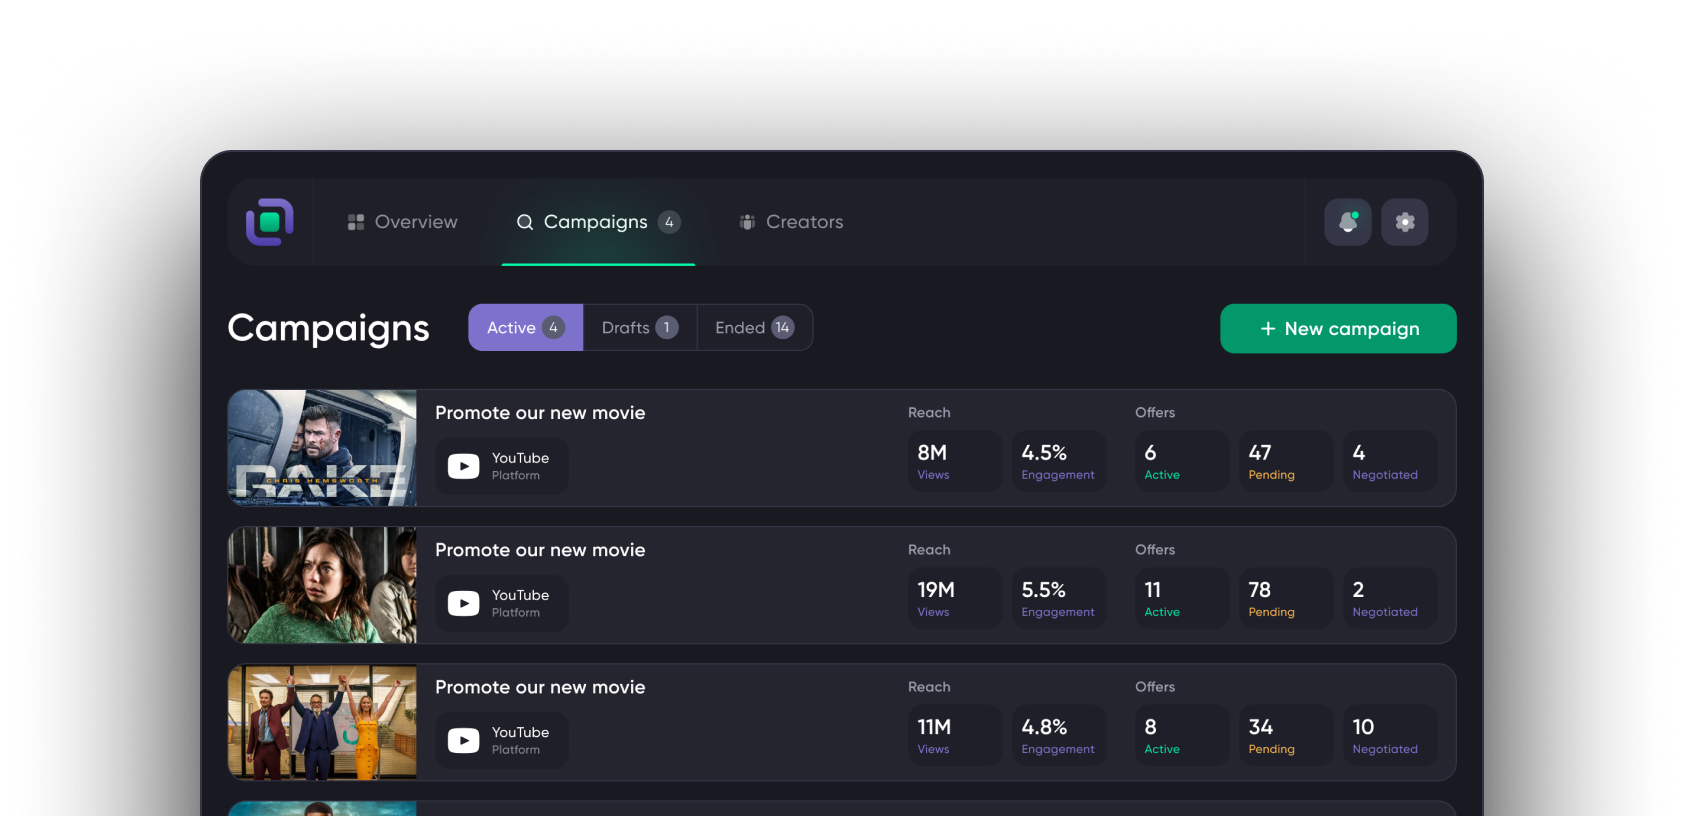 Overview
Campaigns 4
Creators
Campaigns
Active 4
Drafts 1
Ended 14
+ New campaign
RAKE
CHRIS HEMSWORTH
Promote our new movie
YouTube
Platform
Reach
8M
Views
4.5%
Engagement
Offers
6
Active
47
Pending
4
Negotiated
Promote our new movie
YouTube
Platform
Reach
19M
Views
5.5%
Engagement
Offers
11
Active
78
Pending
2
Negotiated
Promote our new movie
YouTube
Platform
Reach
11M
Views
4.8%
Engagement
Offers
8
Active
34
Pending
10
Negotiated